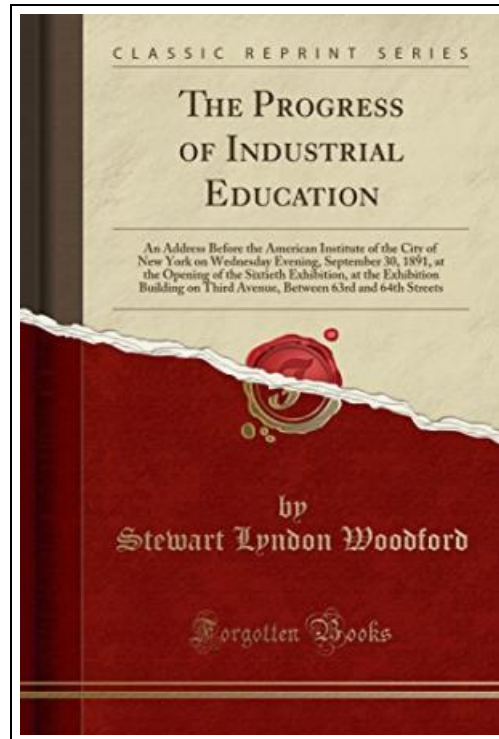 CLASSIC REPRINT SERIES
THE PROGRESS
OF INDUSTRIAL
EDUCATION
An Address Before the American Institute of the City of
New York on Wednesday Evening, September 30, 1891, at
the Opening of the Sixtieth Exhibition, at the Exhibition
Building on Third Avenue, Between 63rd and 64th Streets
by
Stewart Lyndon Woodford
Forgotten Books